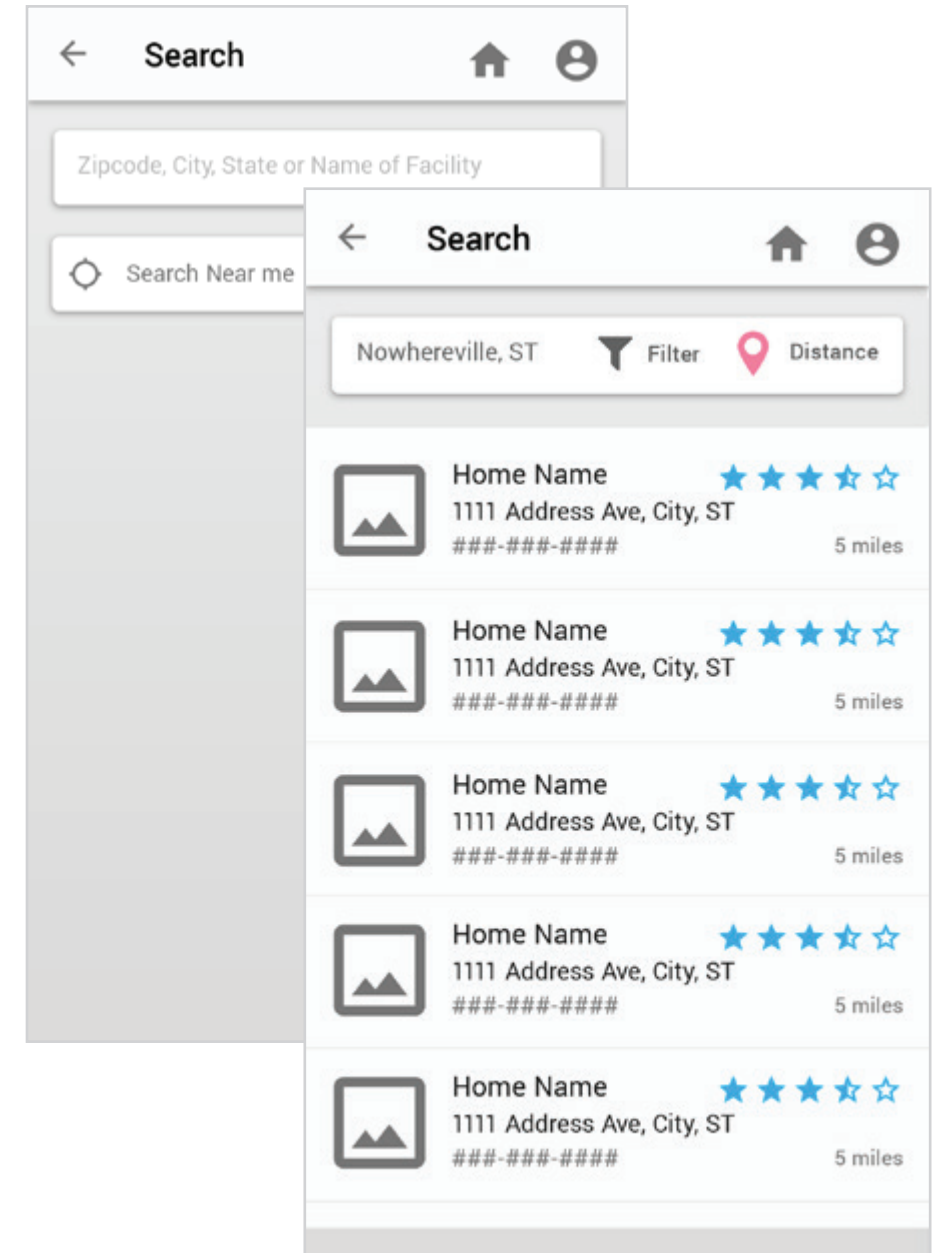 Search
Zipcode, City, State or Name of Facility
Search Near me
Search
Nowhereville, ST Filter Distance
Home Name
1111 Address Ave, City, ST
###-###-#### 5 miles
Home Name
1111 Address Ave, City, ST
###-###-#### 5 miles
Home Name
1111 Address Ave, City, ST
###-###-#### 5 miles
Home Name
1111 Address Ave, City, ST
###-###-#### 5 miles
Home Name
1111 Address Ave, City, ST
###-###-#### 5 miles